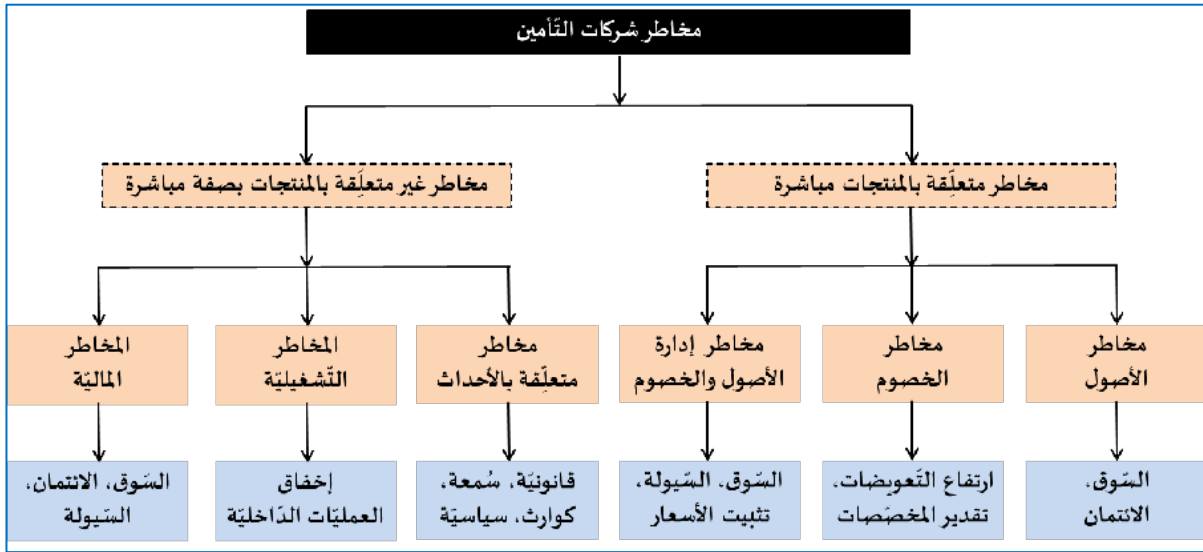 مخاطر شركات التّأمين
مخاطر متعلّقة بالمنتجات مباشرة
مخاطر غير متعلّقة بالمنتجات بصفة مباشرة
مخاطر
الأصول
مخاطر
الخصوم
مخاطر إدارة
الأصول والخصوم
مخاطر
متعلّقة بالأحداث
المخاطر
التّشغيليّة
المخاطر
الماليّة
السّوق،
الائتمان
ارتفاع التّعويضات،
تقدير المخصّصات
السّوق، السّيولة،
تثبيت الأسعار
قانونيّة، سُمعة،
كوارث، سياسيّة
إخفاق
العمليّات الدّاخليّة
السّوق، الائتمان،
السّيولة